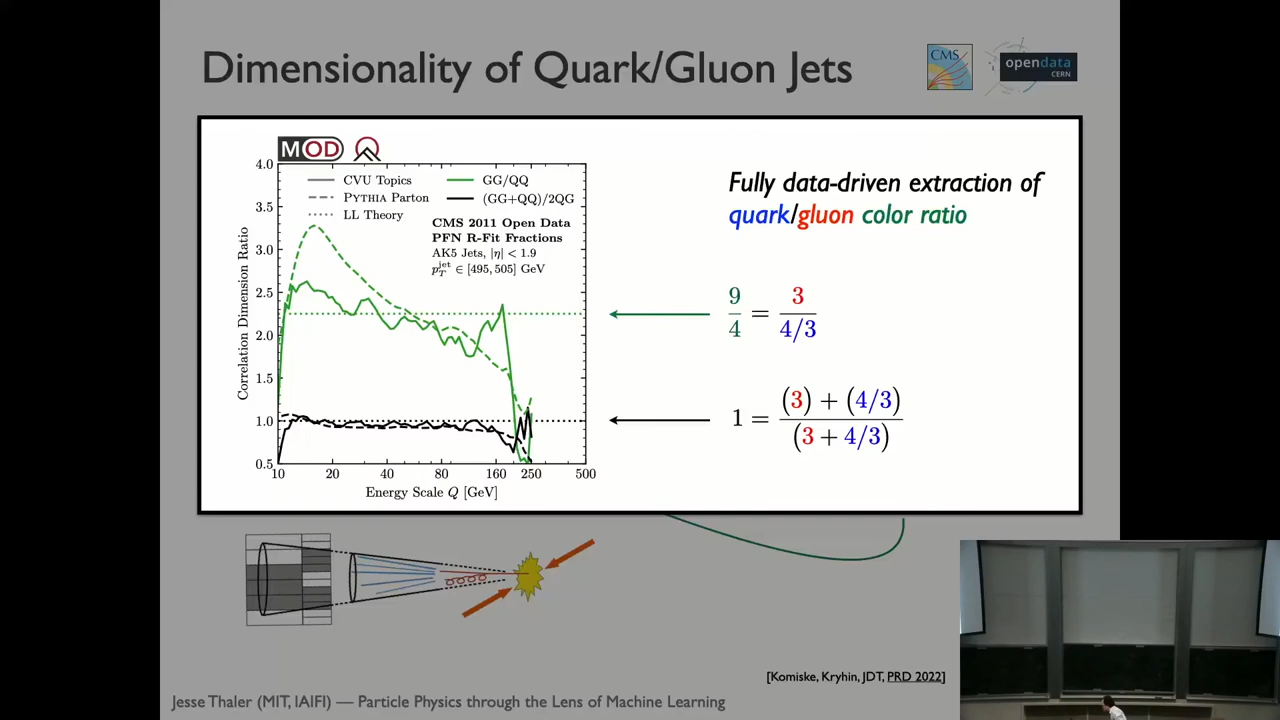 Dimensionality of Quark/Gluon Jets
CMS
opendata
CERN
MOD
4.0
3.5
3.0
2.5
2.0
1.5
1.0
0.5
Correlation Dimension Ratio
CVU Topics
PYTHIA Parton
LL Theory
GG/QQ
(GG+QQ)/2QG
CMS 2011 Open Data
PFN R-Fit Fractions
AK5 Jets, |η| < 1.9
p_T^jet ∈ [495, 505] GeV
10 20 40 80 160 250 500
Energy Scale Q [GeV]
Fully data-driven extraction of
quark/gluon color ratio
9/4 = 3/(4/3)
1 = ((3) + (4/3))/((3 + 4/3))
[Komiske, Kryhin, JDT, PRD 2022]
Jesse Thaler (MIT, IAIFI) — Particle Physics through the Lens of Machine Learning